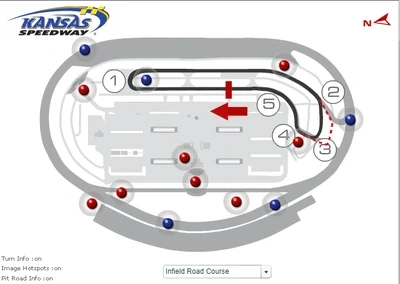 KANSAS
SPEEDWAY
N
1
2
5
4
3
Turn Info : on
Image Hotspots : on
Pit Road Info : on
Infield Road Course